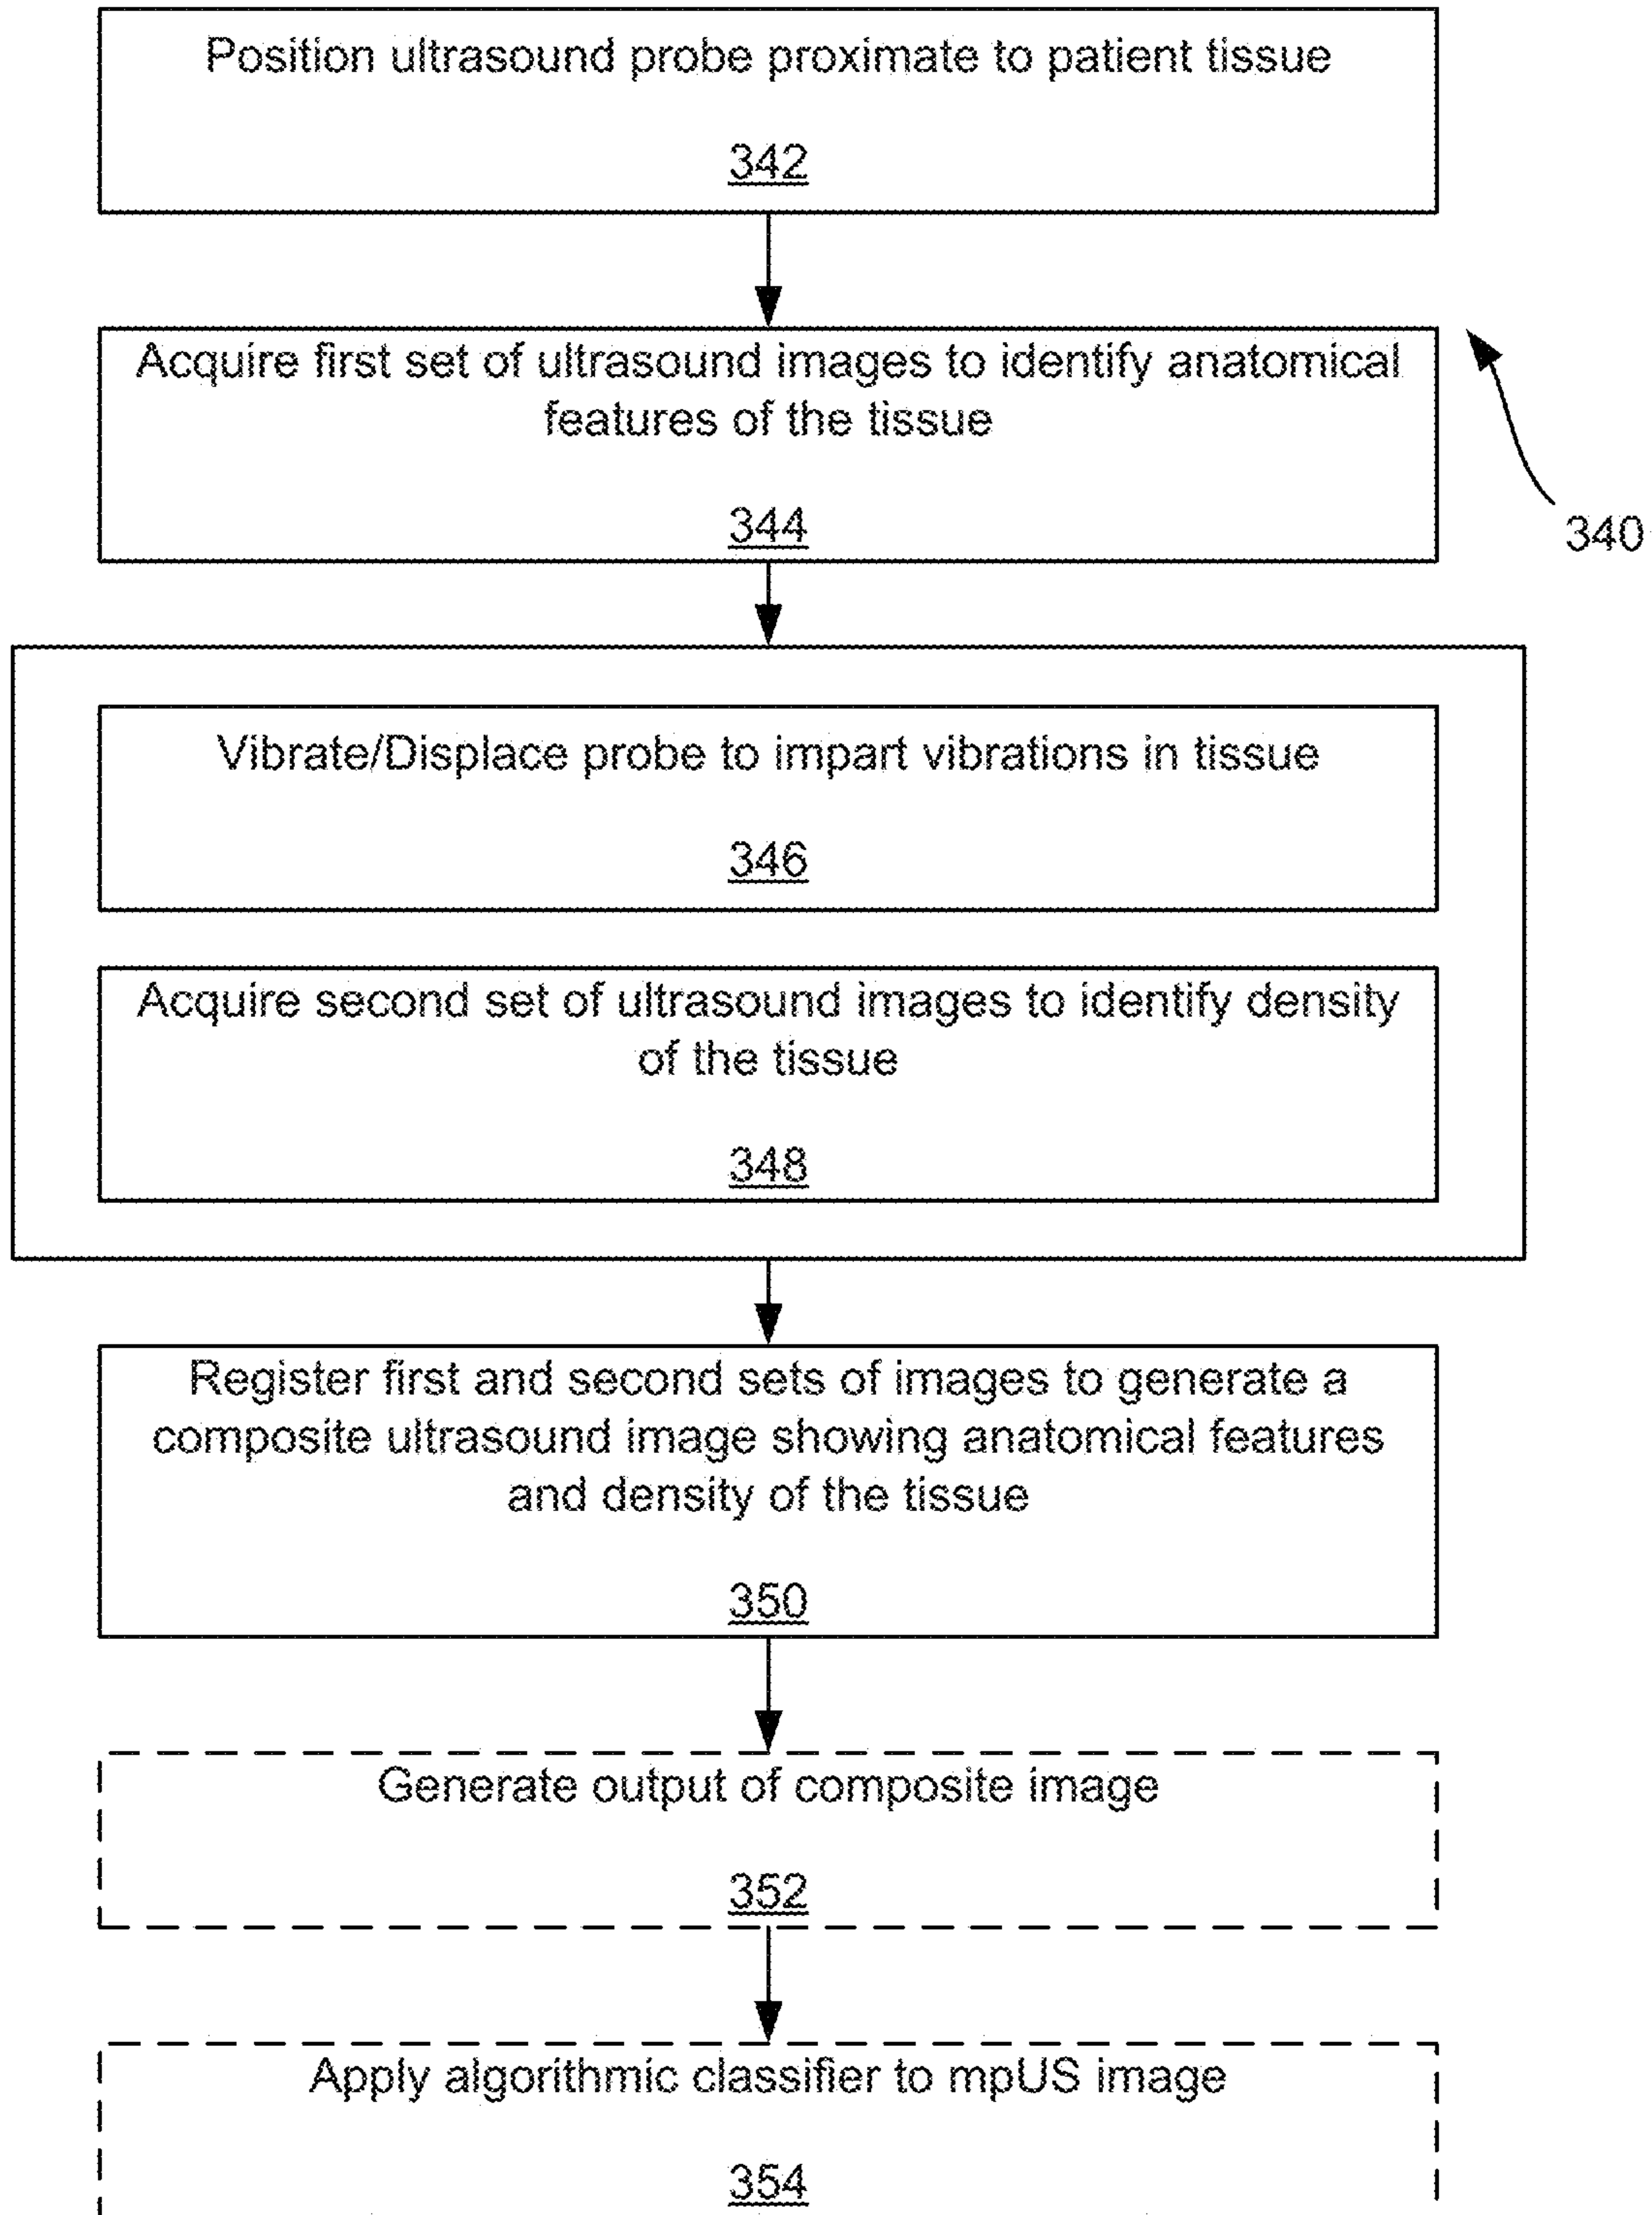 Position ultrasound probe proximate to patient tissue
342
Acquire first set of ultrasound images to identify anatomical
features of the tissue
344
340
Vibrate/Displace probe to impart vibrations in tissue
346
Acquire second set of ultrasound images to identify density
of the tissue
348
Register first and second sets of images to generate a
composite ultrasound image showing anatomical features
and density of the tissue
350
Generate output of composite image
352
Apply algorithmic classifier to mpUS image
354